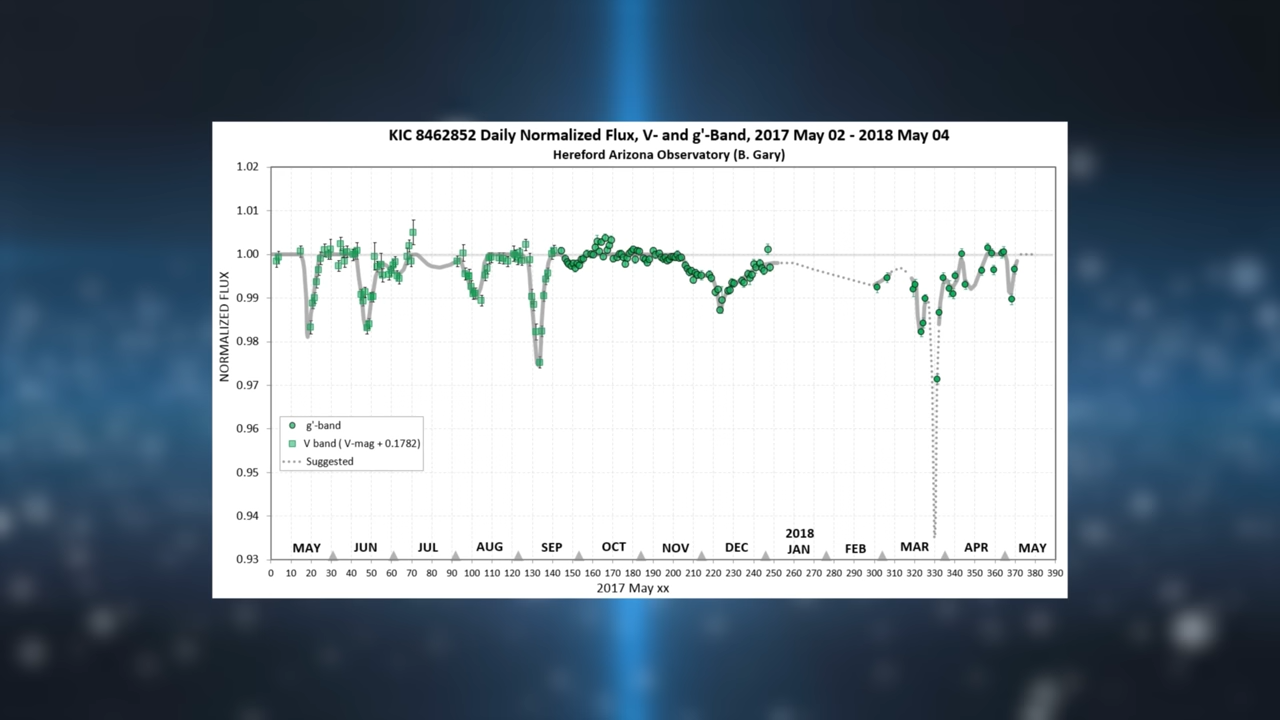 KIC 8462852 Daily Normalized Flux, V- and g'-Band, 2017 May 02 - 2018 May 04
Hereford Arizona Observatory (B. Gary)
1.02
1.01
1.00
0.99
0.98
0.97
0.96
0.95
0.94
0.93
NORMALIZED FLUX
g'-band
V band ( V-mag + 0.1782)
Suggested
2018
MAY JUN JUL AUG SEP OCT NOV DEC JAN FEB MAR APR MAY
0 10 20 30 40 50 60 70 80 90 100 110 120 130 140 150 160 170 180 190 200 210 220 230 240 250 260 270 280 290 300 310 320 330 340 350 360 370 380 390
2017 May xx